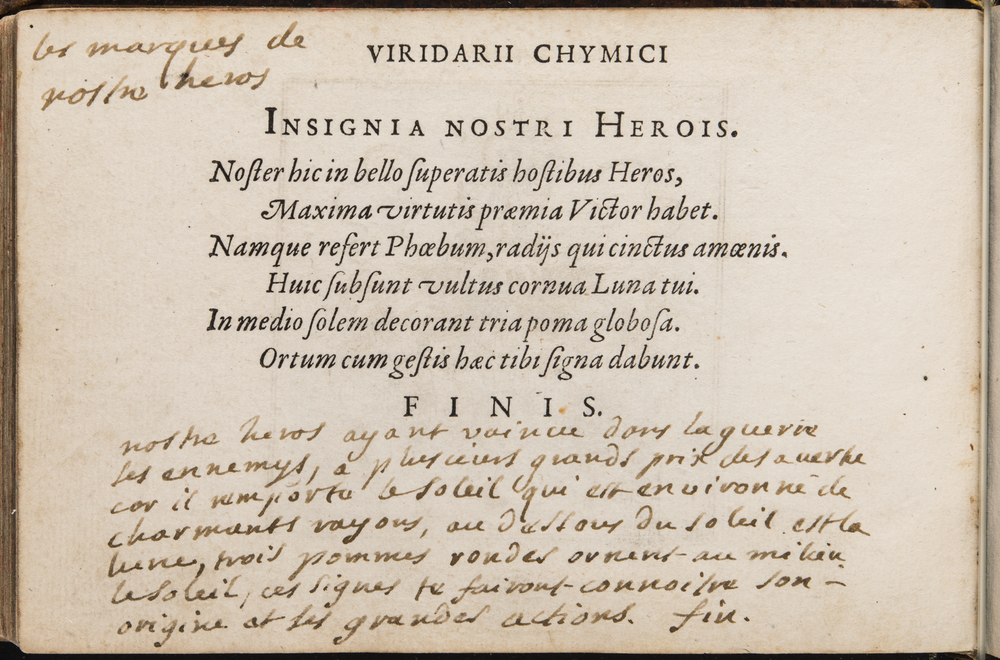 les marques de
nostre heros
VIRIDARII CHYMICI
INSIGNIA NOSTRI HEROIS.
Noſter hic in bello ſuperatis hoſtibus Heros,
Maxima virtutis præmia Victor habet.
Namque refert Phœbum, radijs qui cinctus amœnis.
Huic ſubſunt vultus cornua Luna tui.
In medio ſolem decorant tria poma globoſa.
Ortum cum geſtis hæc tibi ſigna dabunt.
FINIS.
nostre heros ayant vaincu dans la guerre
ses ennemys, a plusieurs grands prix de sa vertu
car il remporte le soleil qui est environné de
charmants rayons, au dessous du soleil est la
lune, trois pommes rondes ornent au milieu
le soleil, ces signes te fairont connoistre son
origine et ses grandes actions. fin.